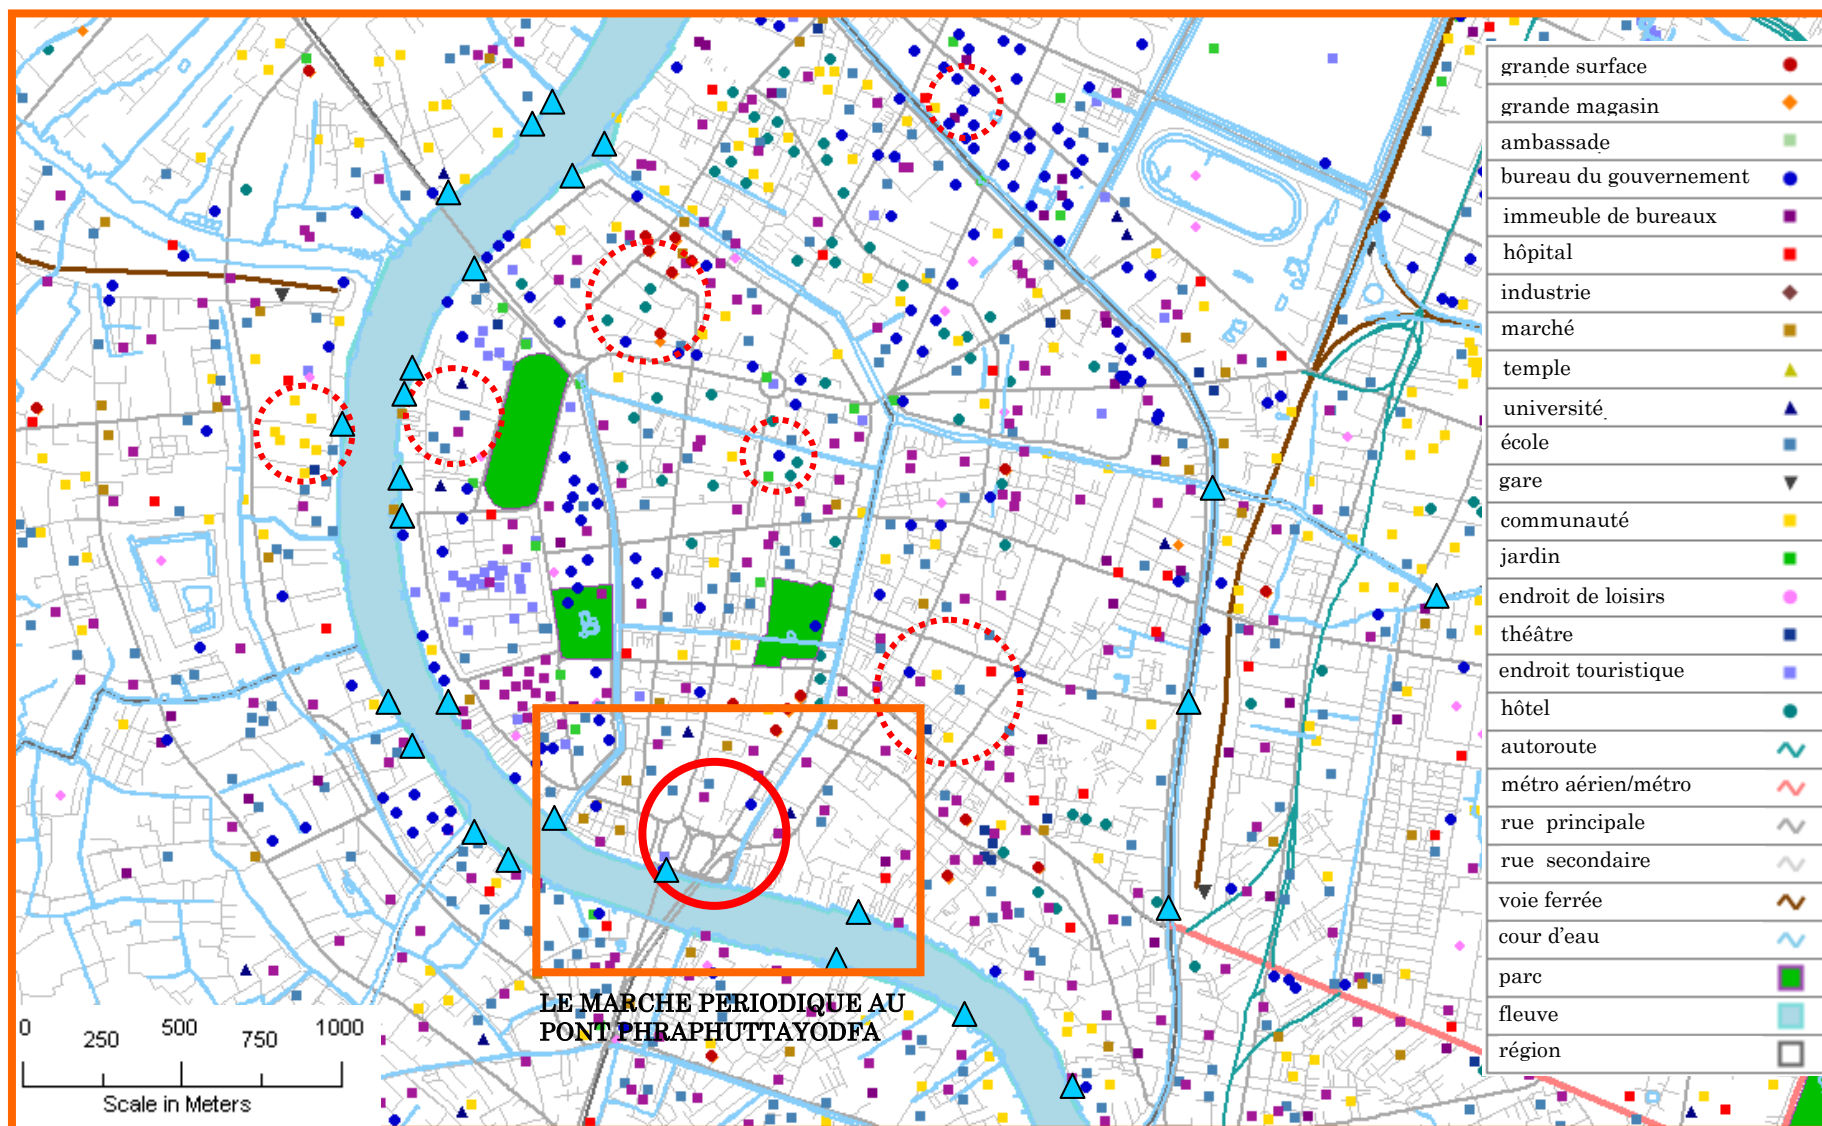 grande surface
grande magasin
ambassade
bureau du gouvernement
immeuble de bureaux
hôpital
industrie
marché
temple
université
école
gare
communauté
jardin
endroit de loisirs
théâtre
endroit touristique
hôtel
autoroute
métro aérien/métro
rue principale
rue secondaire
voie ferrée
cour d'eau
parc
fleuve
région
LE MARCHE PERIODIQUE AU
PONT PHRAPHUTTAYODFA
0 250 500 750 1000
Scale in Meters